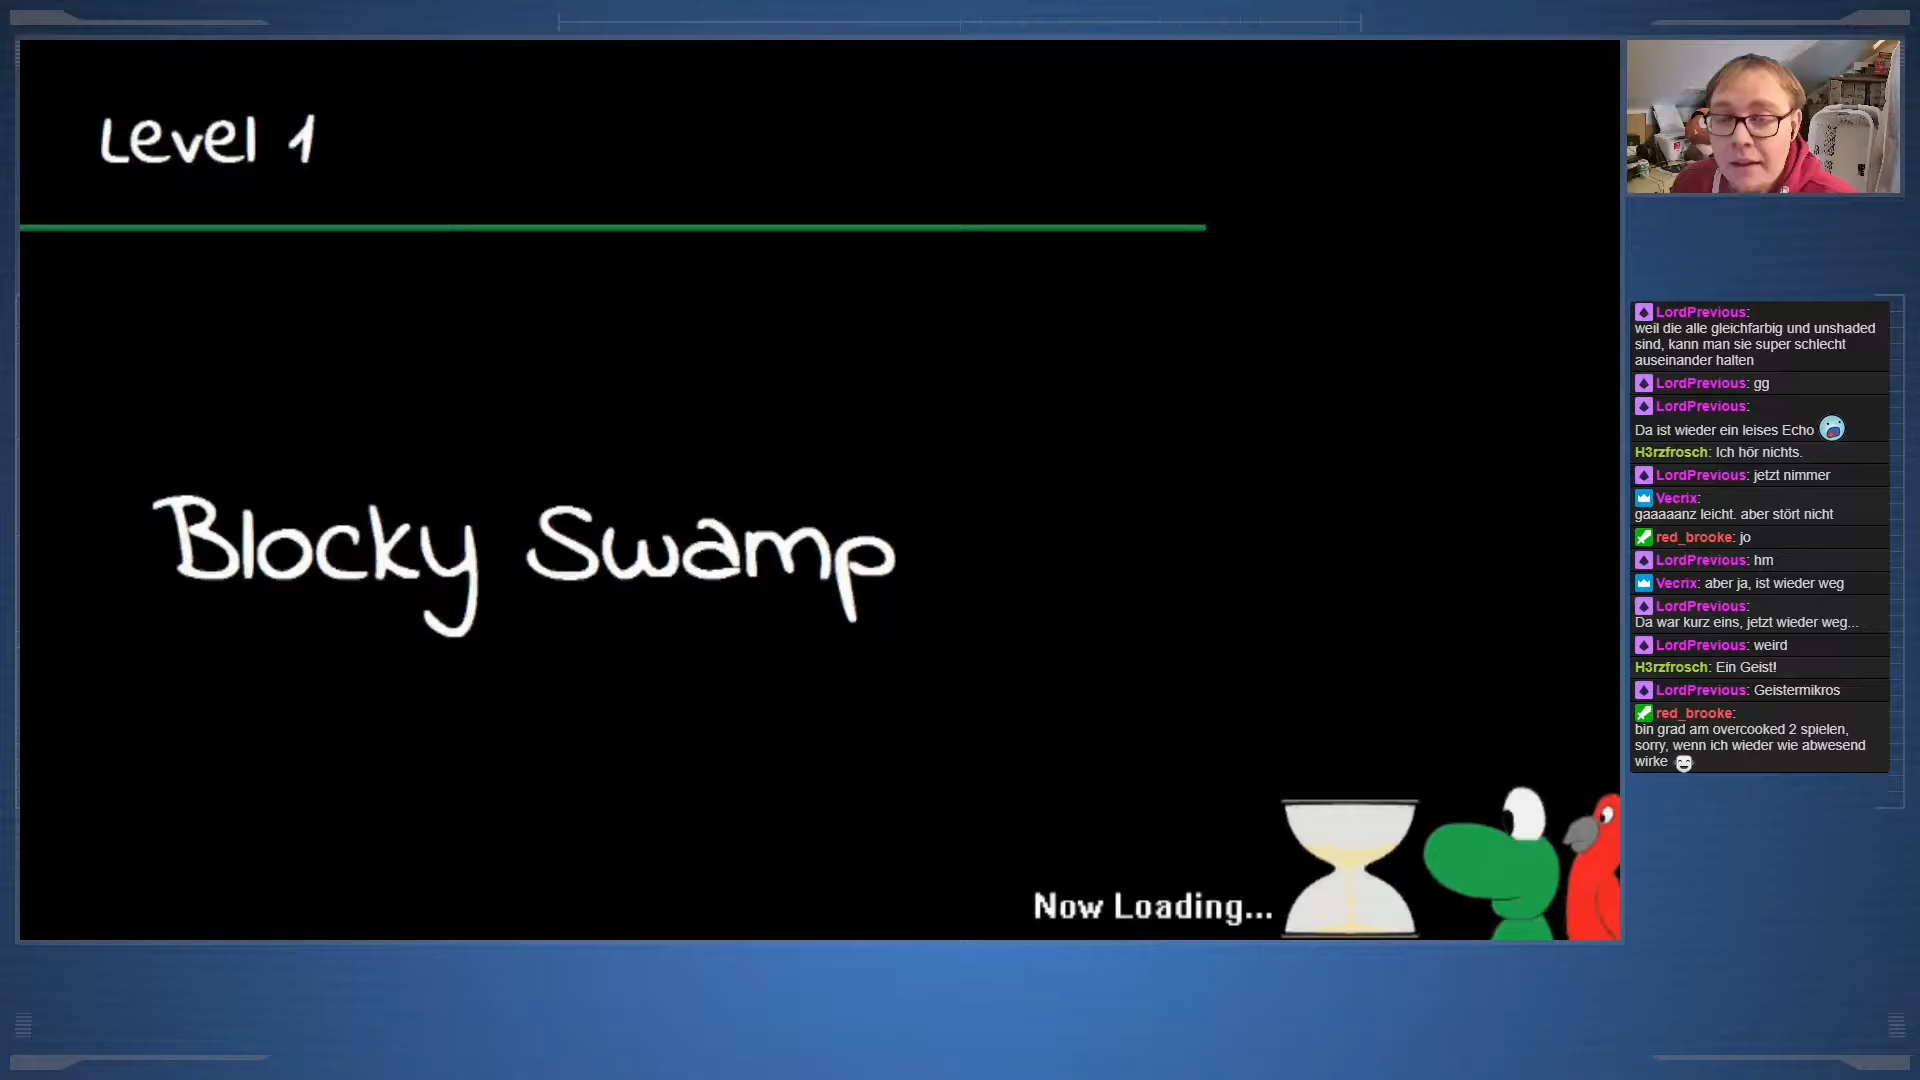 Level 1
Blocky Swamp
Now Loading...
LordPrevious:
weil die alle gleichfarbig und unshaded
sind, kann man sie super schlecht
auseinander halten
LordPrevious: gg
LordPrevious:
Da ist wieder ein leises Echo
H3rzfrosch: Ich hör nichts.
LordPrevious: jetzt nimmer
Vecrix:
gaaaaanz leicht. aber stört nicht
red_brooke: jo
LordPrevious: hm
Vecrix: aber ja, ist wieder weg
LordPrevious:
Da war kurz eins, jetzt wieder weg...
LordPrevious: weird
H3rzfrosch: Ein Geist!
LordPrevious: Geistermikros
red_brooke:
bin grad am overcooked 2 spielen,
sorry, wenn ich wieder wie abwesend
wirke